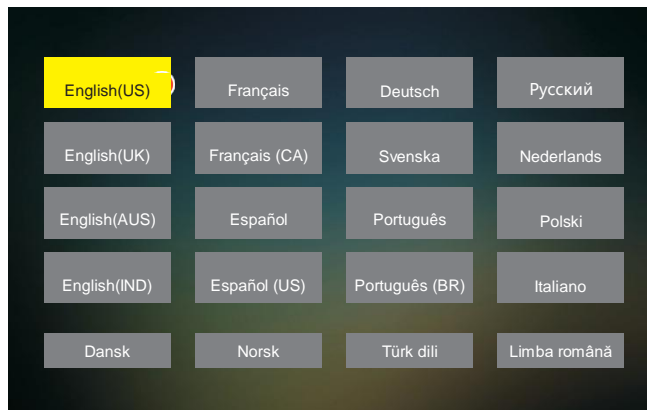 English(US)
Français
Deutsch
Русский
English(UK)
Français (CA)
Svenska
Nederlands
English(AUS)
Español
Português
Polski
English(IND)
Español (US)
Português (BR)
Italiano
Dansk
Norsk
Türk dili
Limba română